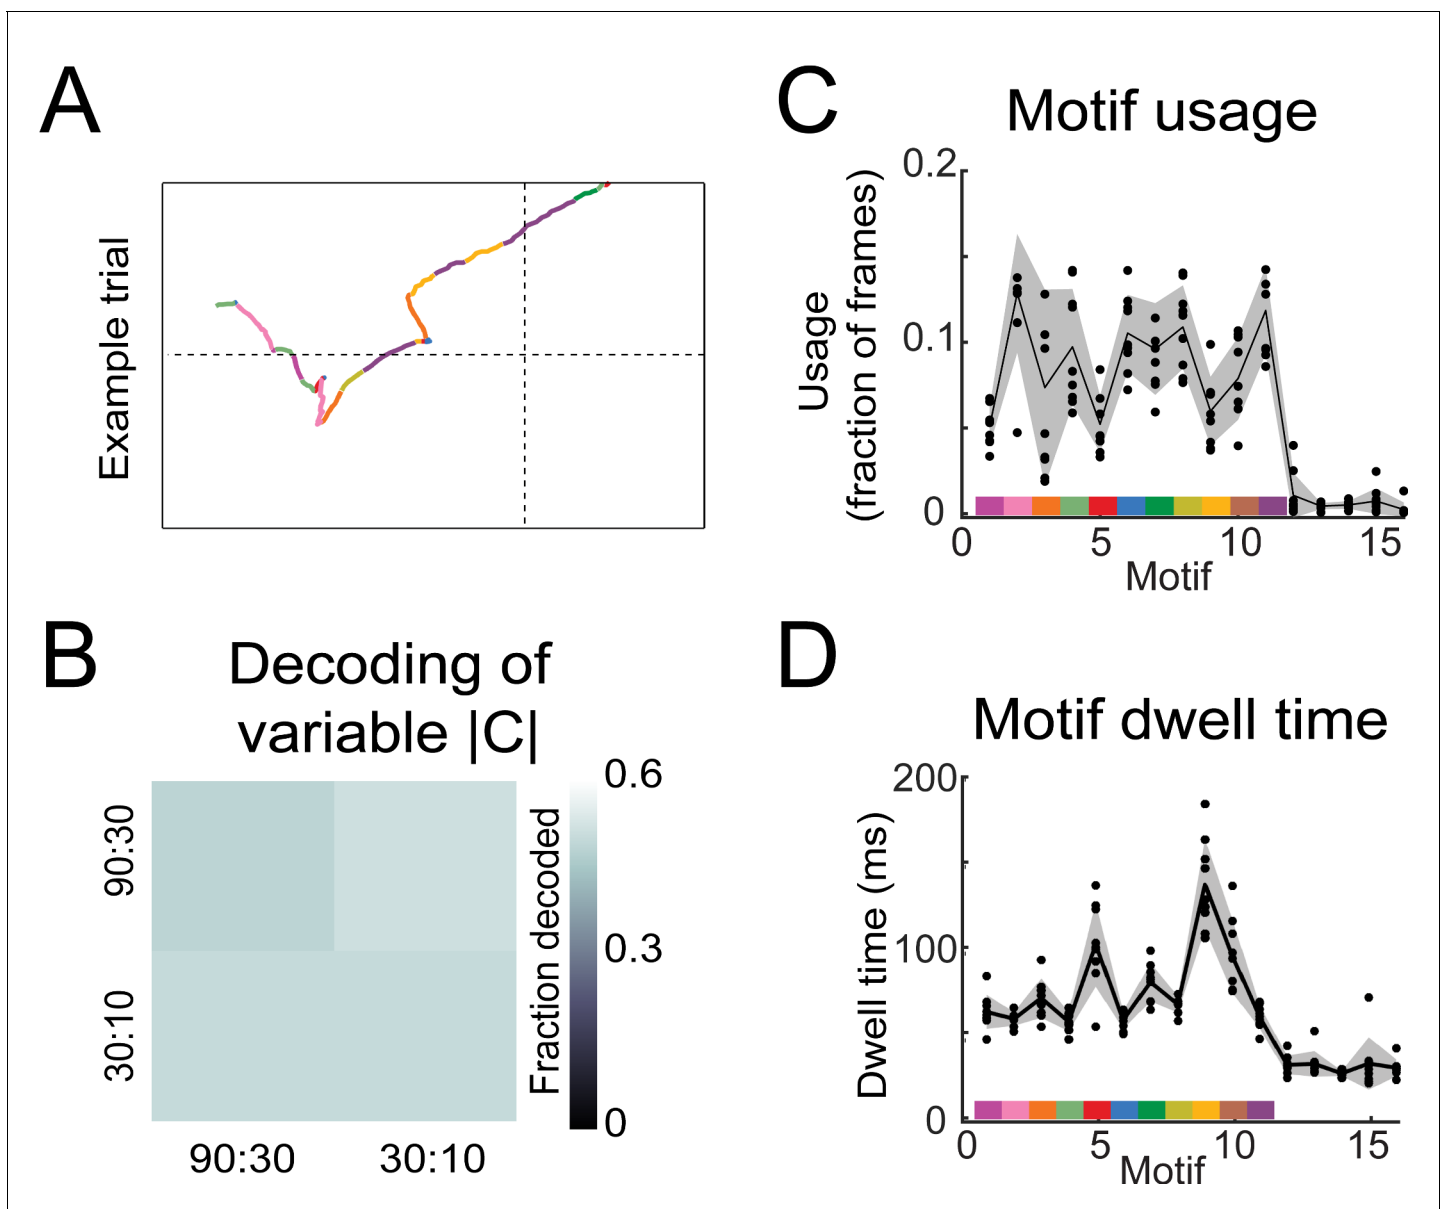 A
Example trial
B
Decoding of
variable |C|
90:30
30:10
90:30
30:10
Fraction decoded
0.6
0.3
0
C
Motif usage
Usage
(fraction of frames)
0.2
0.1
0
0
5
10
15
Motif
D
Motif dwell time
Dwell time (ms)
200
100
0
0
5
10
15
Motif